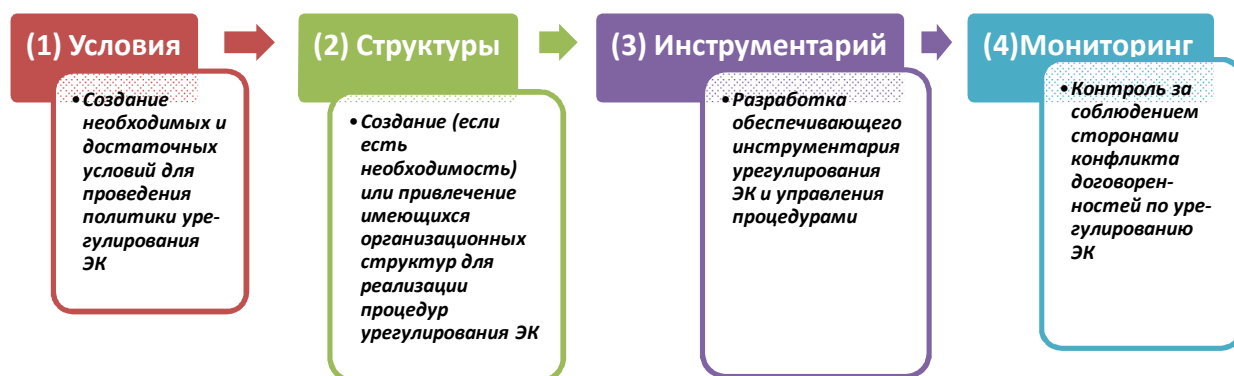 (1) Условия
• Создание
необходимых и
достаточных
условий для
проведения
политики уре-
гулирования
ЭК
(2) Структуры
• Создание (если
есть
необходимость)
или привлечение
имеющихся
организационных
структур для
реализации
процедур
урегулирования ЭК
(3) Инструментарий
• Разработка
обеспечивающего
инструментария
урегулирования
ЭК и управления
процедурами
(4)Мониторинг
• Контроль за
соблюдением
сторонами
конфликта
договорен-
ностей по уре-
гулированию
ЭК